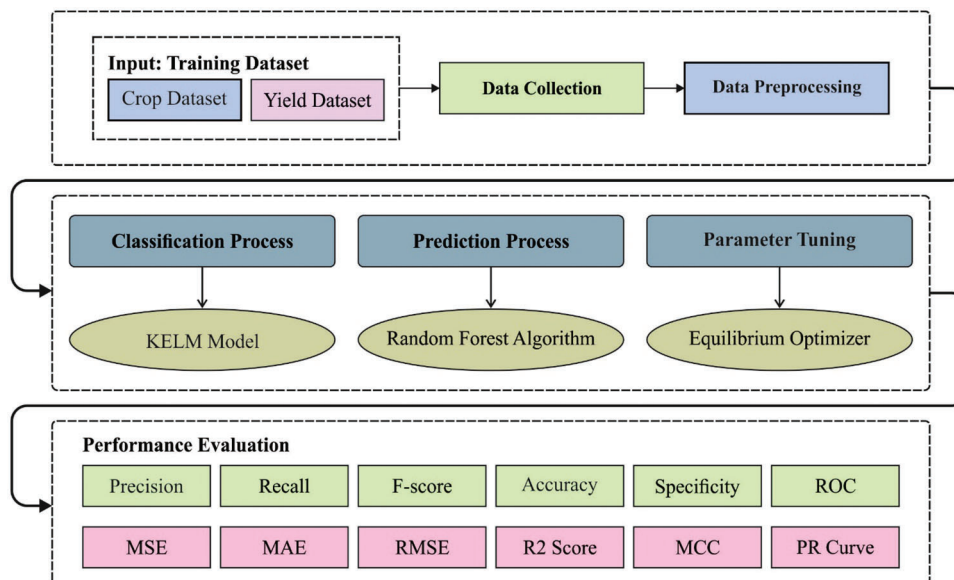 Input: Training Dataset
Crop Dataset
Yield Dataset
Data Collection
Data Preprocessing
Classification Process
Prediction Process
Parameter Tuning
KELM Model
Random Forest Algorithm
Equilibrium Optimizer
Performance Evaluation
Precision
Recall
F-score
Accuracy
Specificity
ROC
MSE
MAE
RMSE
R2 Score
MCC
PR Curve